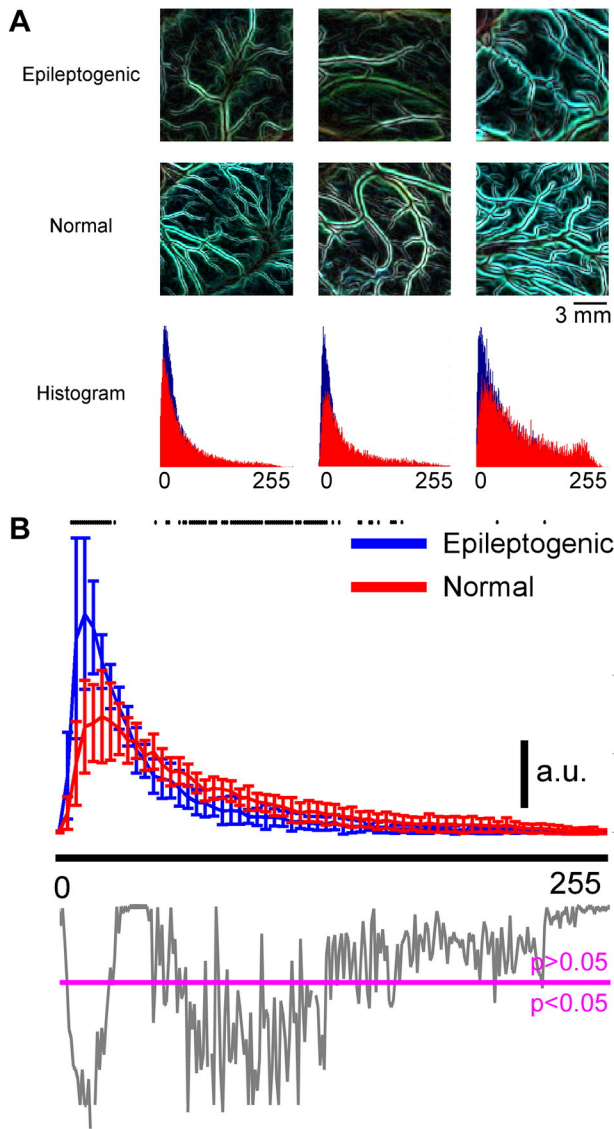 A
Epileptogenic
Normal
3 mm
Histogram
0 255
0 255
0 255
B
Epileptogenic
Normal
a.u.
0 255
p>0.05
p<0.05